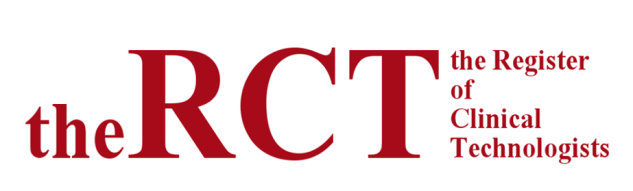 theRCT
the Register
of
Clinical
Technologists